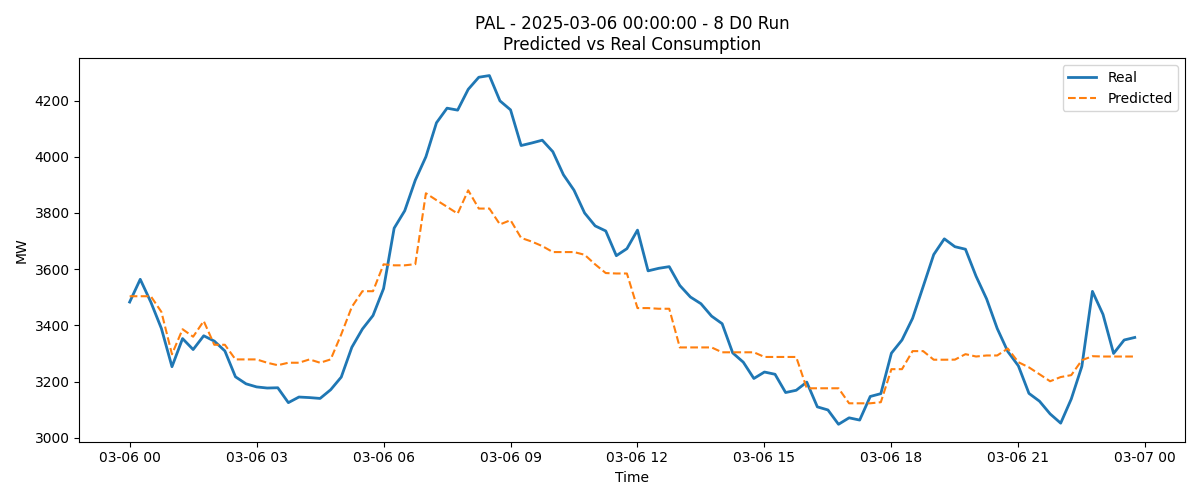 PAL - 2025-03-06 00:00:00 - 8 D0 Run
Predicted vs Real Consumption
Real
Predicted
MW
4200
4000
3800
3600
3400
3200
3000
03-06 00
03-06 03
03-06 06
03-06 09
03-06 12
03-06 15
03-06 18
03-06 21
03-07 00
Time